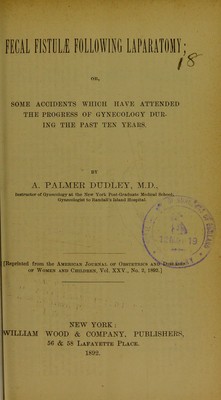 FECAL FISTULÆ FOLLOWING LAPARATOMY;
18
OR,
SOME ACCIDENTS WHICH HAVE ATTENDED
THE PROGRESS OF GYNECOLOGY DUR-
ING THE PAST TEN YEARS.
BY
A. PALMER DUDLEY, M.D.,
Instructor of Gynecology at the New York Post-Graduate Medical School;
Gynecologist to Randall's Island Hospital.
[Reprinted from the AMERICAN JOURNAL OF OBSTETRICS AND DISEASES
OF WOMEN AND CHILDREN, Vol. XXV., No. 2, 1892.]
NEW YORK:
WILLIAM WOOD & COMPANY, PUBLISHERS,
56 & 58 LAFAYETTE PLACE.
1892.